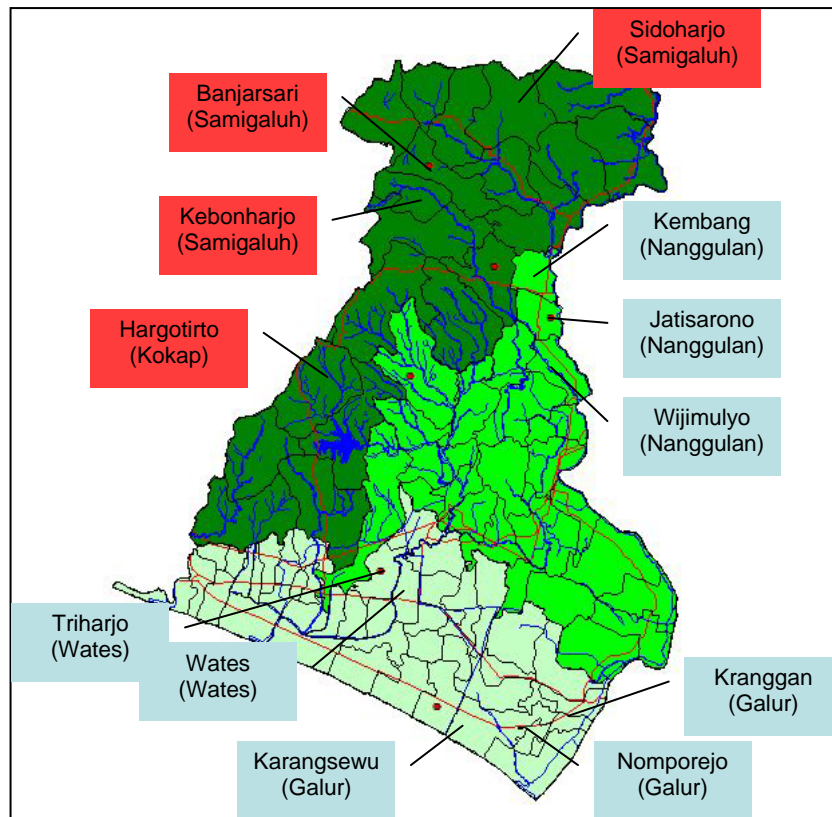 Sidoharjo
(Samigaluh)
Banjarsari
(Samigaluh)
Kebonharjo
(Samigaluh)
Kembang
(Nanggulan)
Hargotirto
(Kokap)
Jatisarono
(Nanggulan)
Wijimulyo
(Nanggulan)
Triharjo
(Wates)
Wates
(Wates)
Kranggan
(Galur)
Karangsewu
(Galur)
Nomporejo
(Galur)